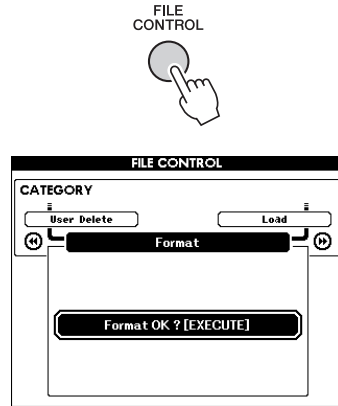 FILE
CONTROL
FILE CONTROL
CATEGORY
User Delete
Load
Format
Format OK ? [EXECUTE]